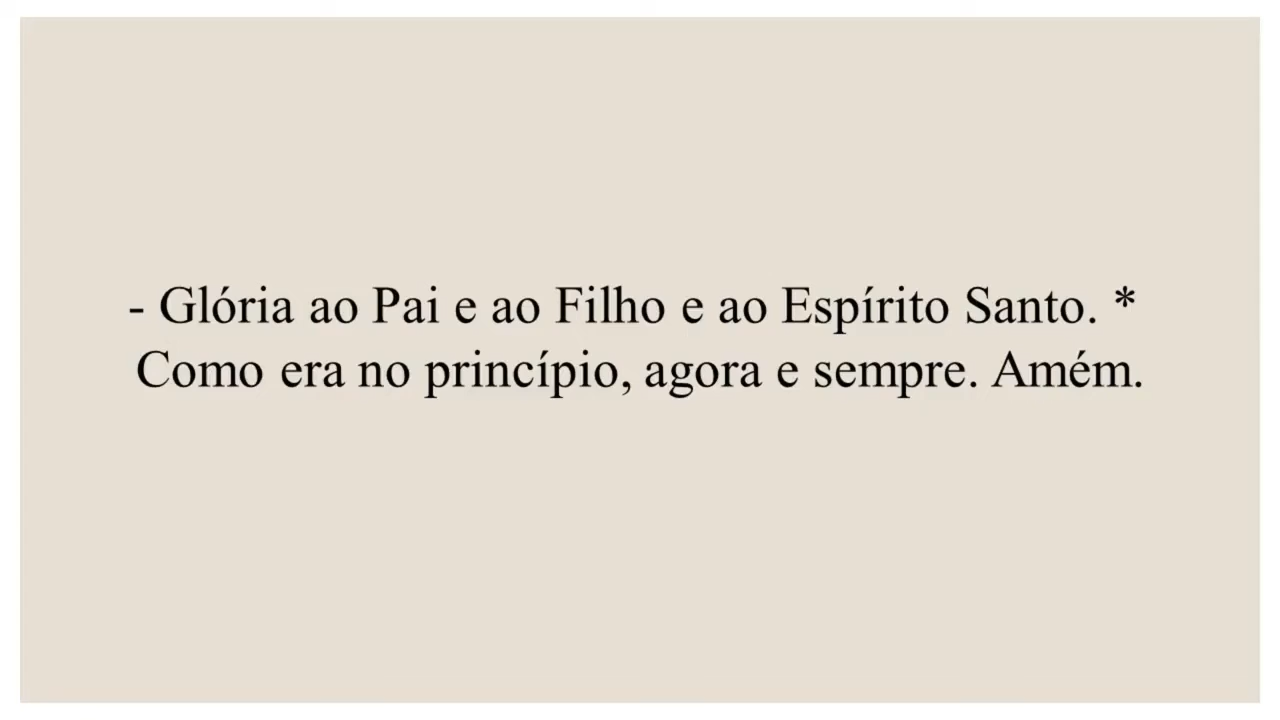 - Glória ao Pai e ao Filho e ao Espírito Santo. *
Como era no princípio, agora e sempre. Amém.